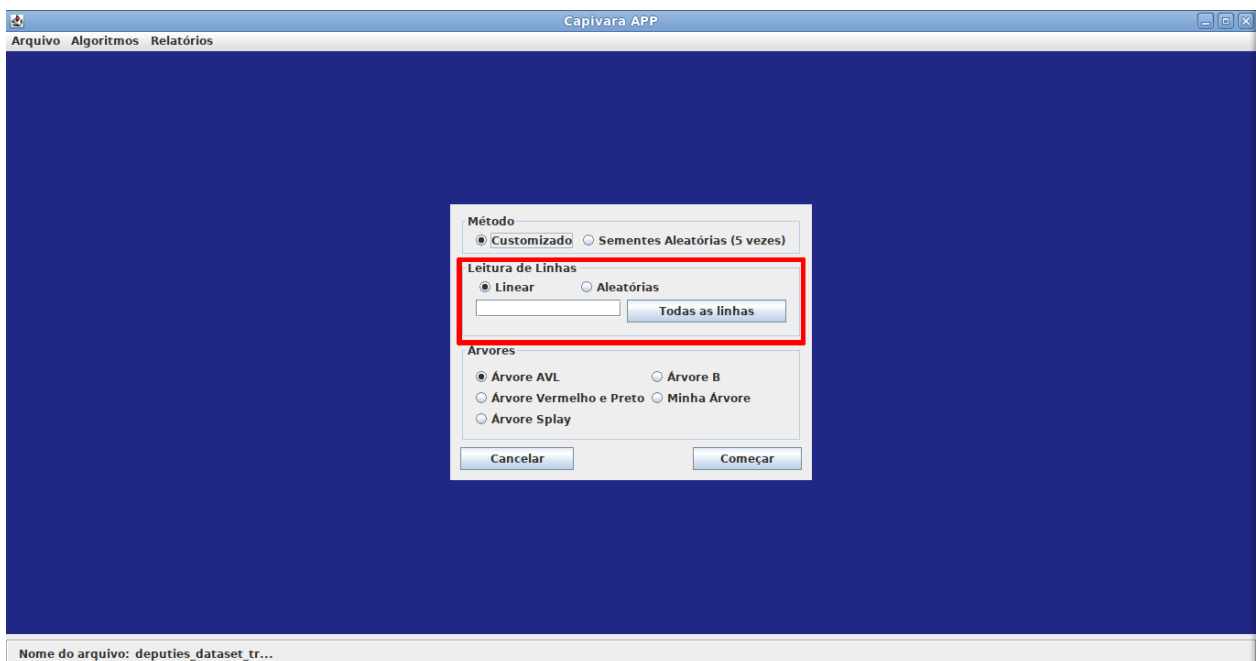 Capivara APP
Arquivo Algoritmos Relatórios
Método
Customizado Sementes Aleatórias (5 vezes)
Leitura de Linhas
Linear Aleatórias
Todas as linhas
Árvores
Árvore AVL Árvore B
Árvore Vermelho e Preto Minha Árvore
Árvore Splay
Cancelar Começar
Nome do arquivo: deputies_dataset_tr...